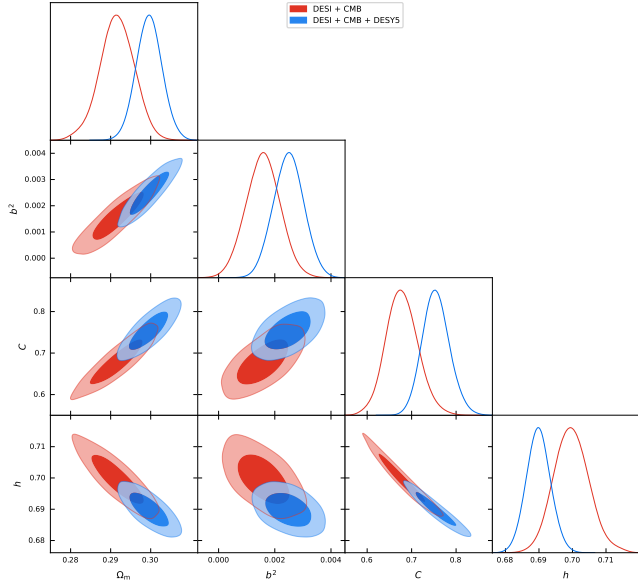 DESI + CMB
DESI + CMB + DESY5
0.004
0.003
0.002
0.001
0.000
b²
0.8
0.7
0.6
C
0.71
0.70
0.69
0.68
h
0.28 0.29 0.30
0.000 0.002 0.004
0.6 0.7 0.8
0.68 0.69 0.70 0.71
Ωm b² C h